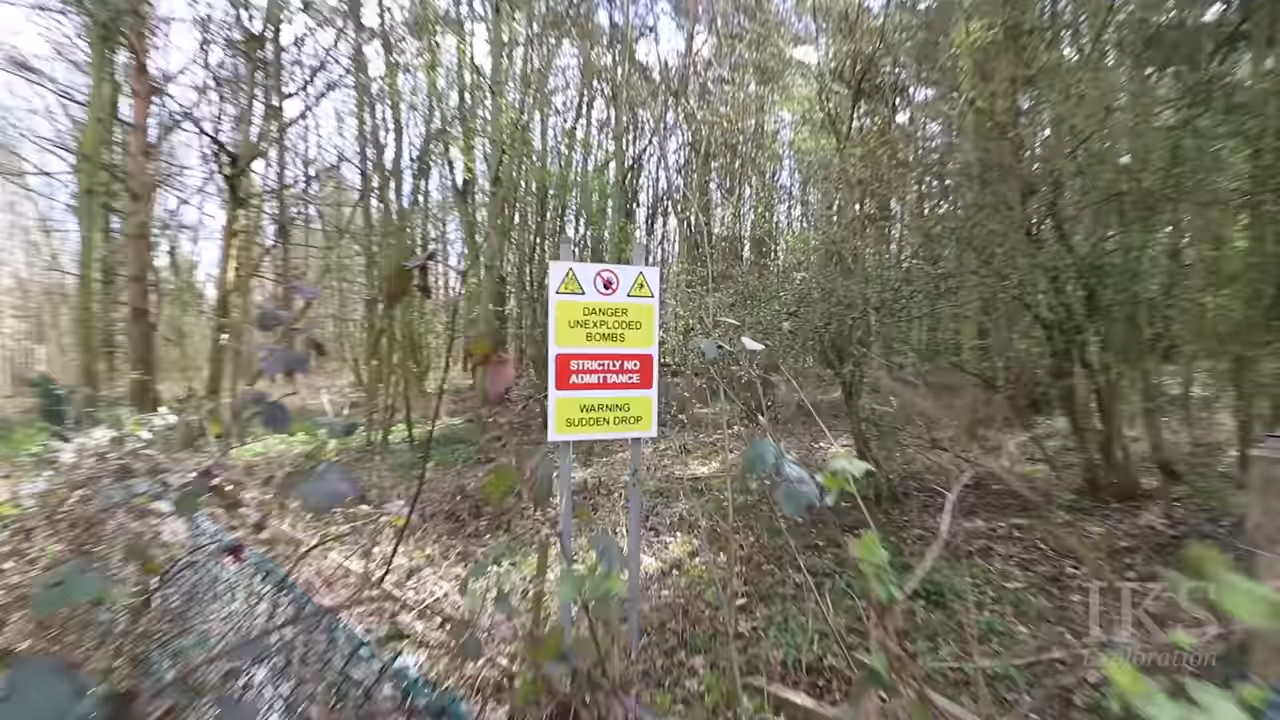 DANGER
UNEXPLODED
BOMBS
STRICTLY NO
ADMITTANCE
WARNING
SUDDEN DROP
IKS
Exploration